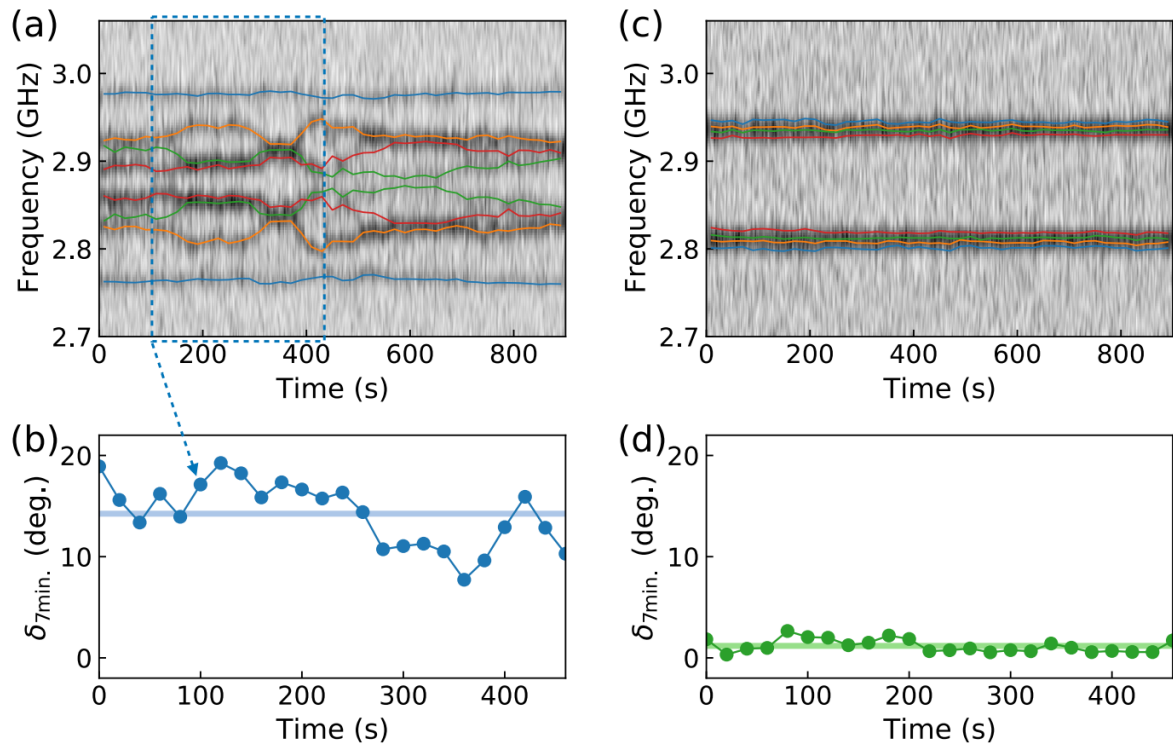 (a)
Frequency (GHz)
3.0
2.9
2.8
2.7
0 200 400 600 800
Time (s)
(c)
Frequency (GHz)
3.0
2.9
2.8
2.7
0 200 400 600 800
Time (s)
(b)
δ7min. (deg.)
20
10
0
0 100 200 300 400
Time (s)
(d)
δ7min. (deg.)
20
10
0
0 100 200 300 400
Time (s)